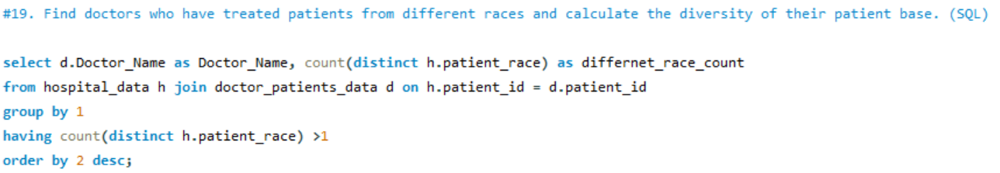 #19. Find doctors who have treated patients from different races and calculate the diversity of their patient base. (SQL)
select d.Doctor_Name as Doctor_Name, count(distinct h.patient_race) as differnet_race_count
from hospital_data h join doctor_patients_data d on h.patient_id = d.patient_id
group by 1
having count(distinct h.patient_race) >1
order by 2 desc;